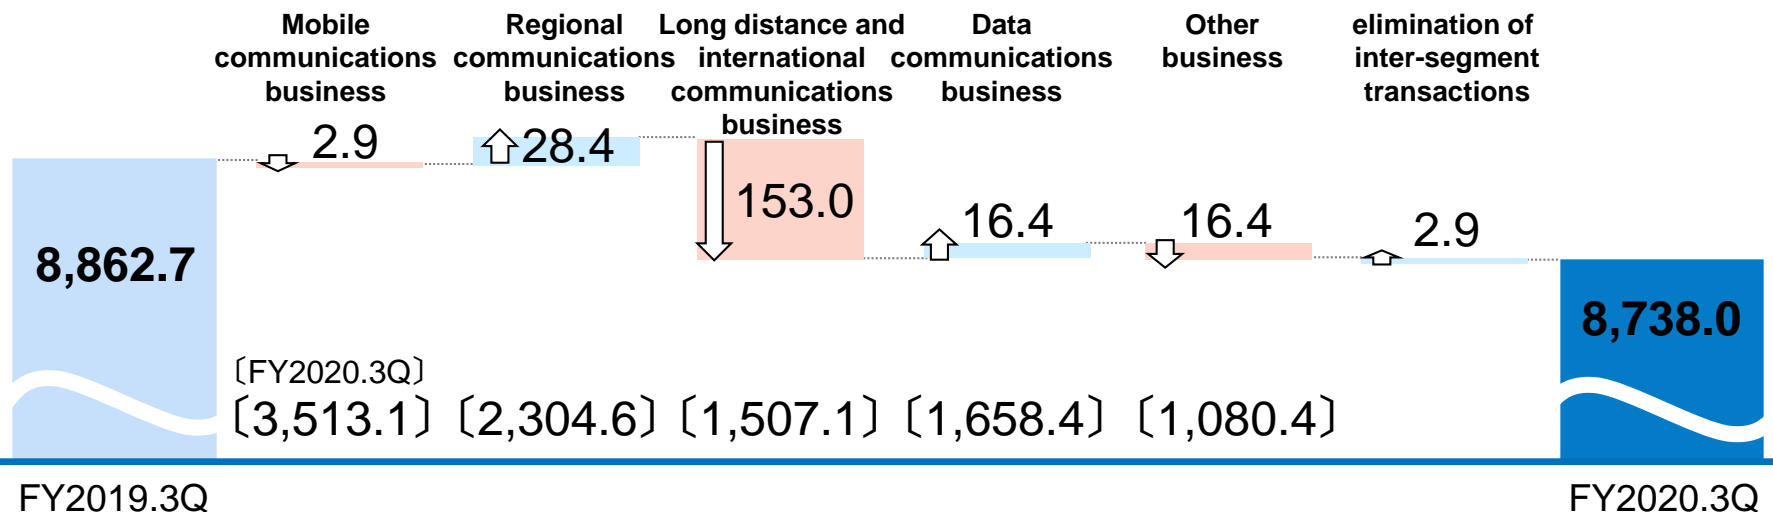 Mobile
communications
business
Regional
communications
business
Long distance and
international
communications
business
Data
communications
business
Other
business
elimination of
inter-segment
transactions
2.9
28.4
153.0
16.4
16.4
2.9
8,862.7
8,738.0
〔FY2020.3Q〕
〔3,513.1〕
〔2,304.6〕
〔1,507.1〕
〔1,658.4〕
〔1,080.4〕
FY2019.3Q
FY2020.3Q